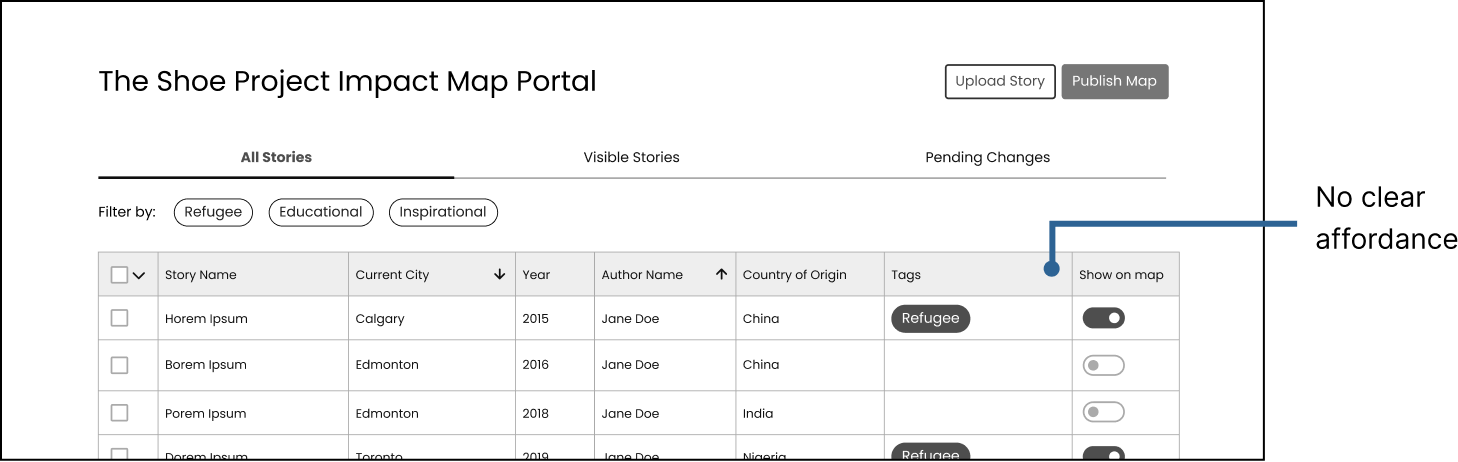 The Shoe Project Impact Map Portal
Upload Story Publish Map
All Stories Visible Stories Pending Changes
Filter by: Refugee Educational Inspirational
No clear
affordance
Story Name Current City Year Author Name Country of Origin Tags Show on map
Horem Ipsum Calgary 2015 Jane Doe China Refugee
Borem Ipsum Edmonton 2016 Jane Doe China
Porem Ipsum Edmonton 2018 Jane Doe India
Dorem Ipsum Toronto 2019 Jane Doe Nigeria Refugee